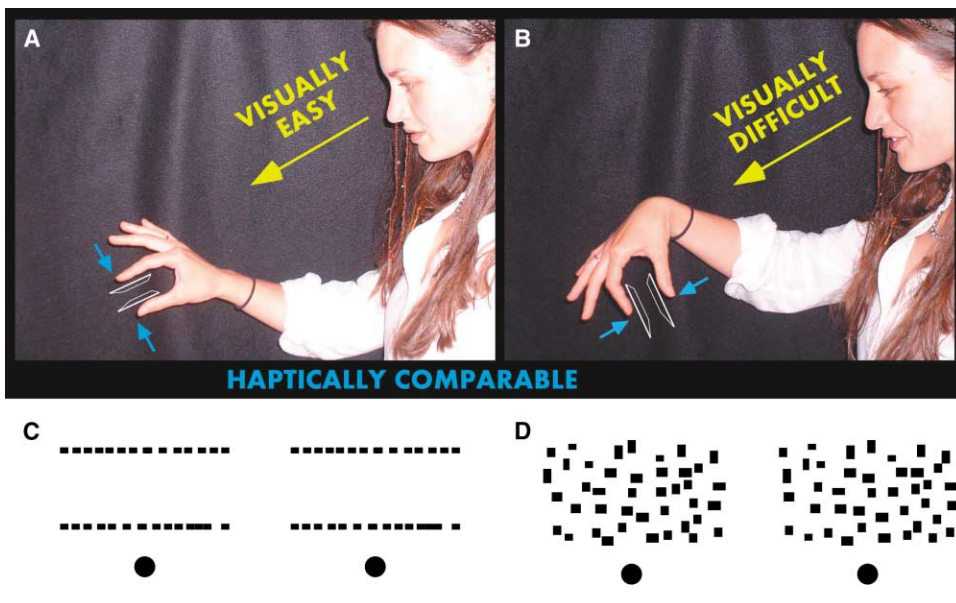 A
VISUALLY
EASY
B
VISUALLY
DIFFICULT
HAPTICALLY COMPARABLE
C
D